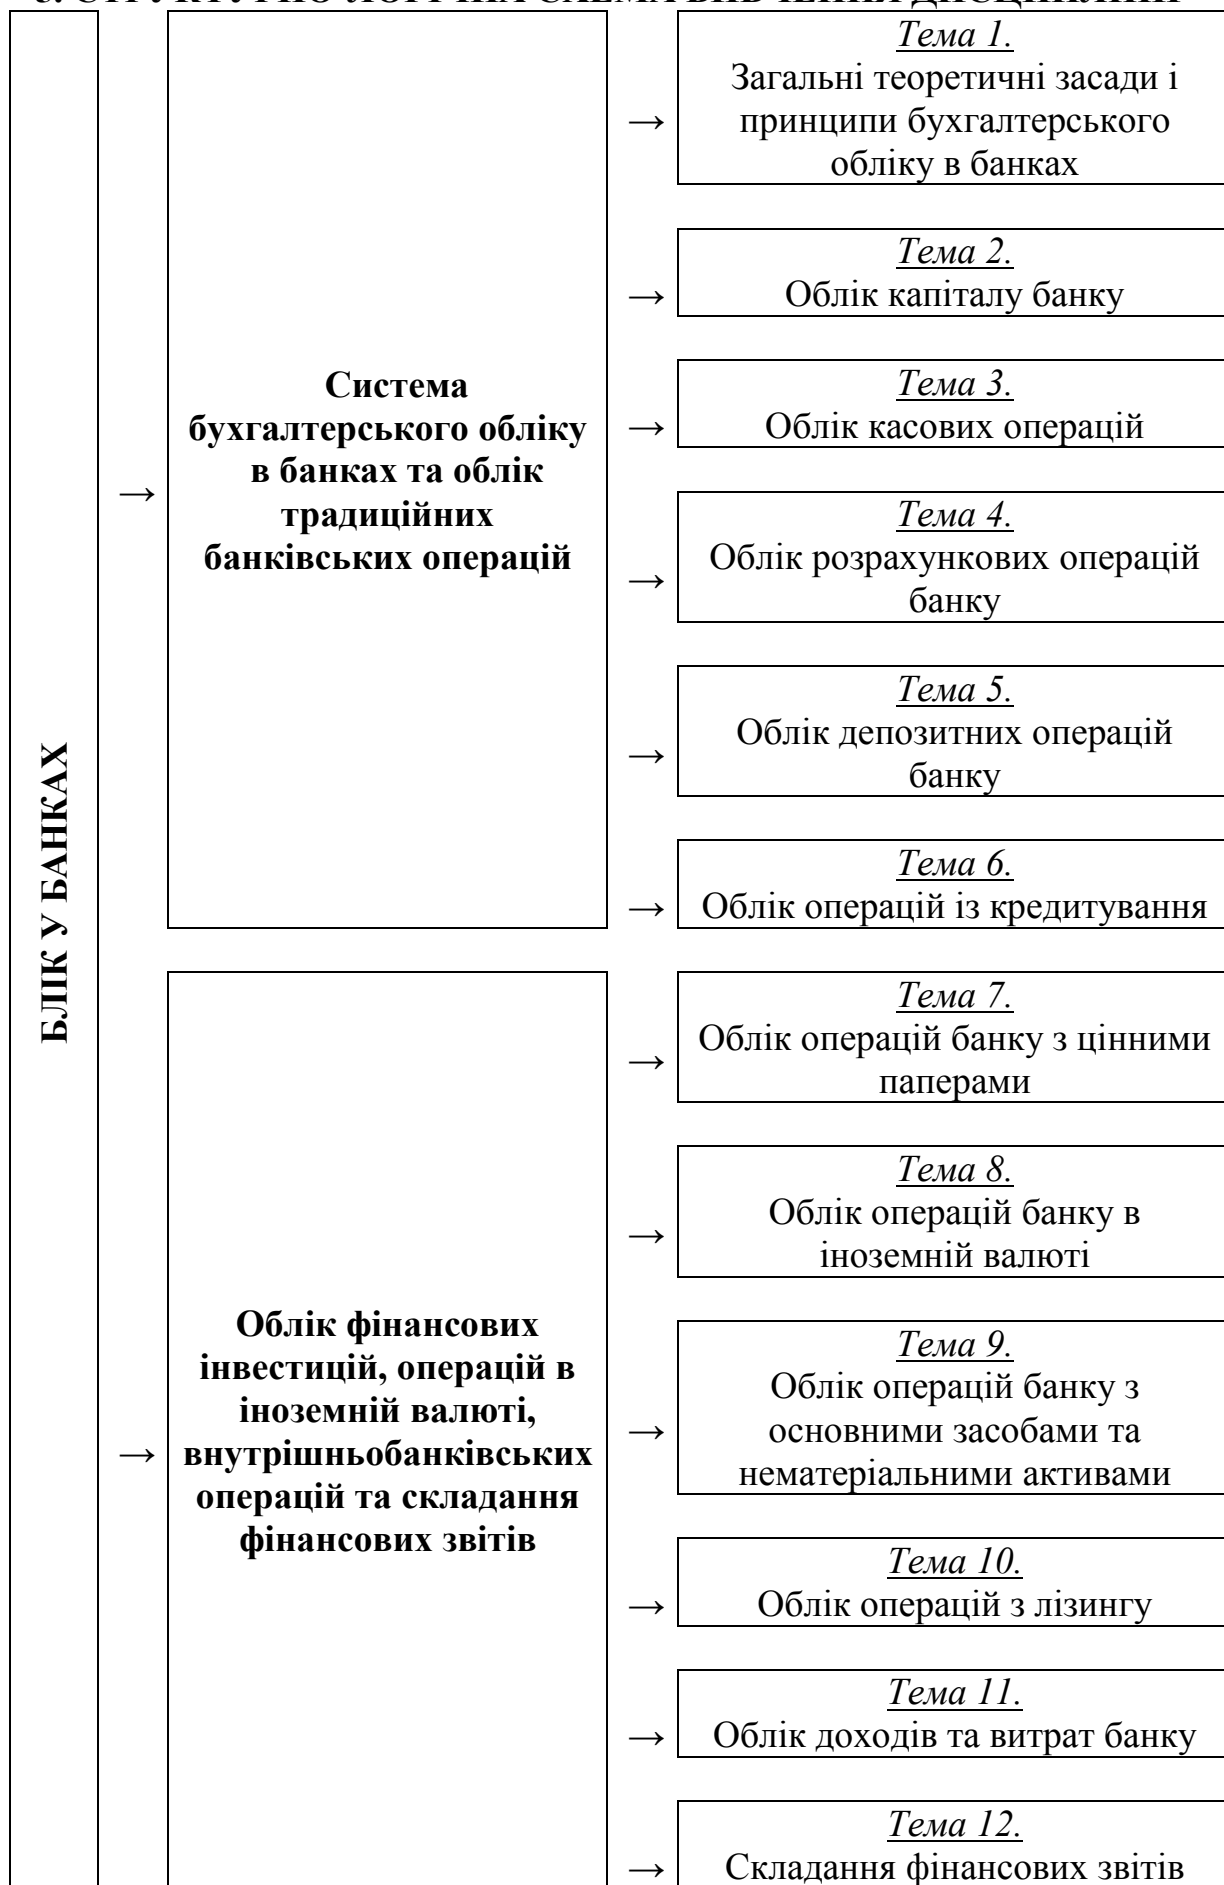 БЛІК У БАНКАХ
→
Система
бухгалтерського обліку
в банках та облік
традиційних
банківських операцій
→
Тема 1.
Загальні теоретичні засади і
принципи бухгалтерського
обліку в банках
→
Тема 2.
Облік капіталу банку
→
Тема 3.
Облік касових операцій
→
Тема 4.
Облік розрахункових операцій
банку
→
Тема 5.
Облік депозитних операцій
банку
→
Тема 6.
Облік операцій із кредитування
→
Облік фінансових
інвестицій, операцій в
іноземній валюті,
внутрішньобанківських
операцій та складання
фінансових звітів
→
Тема 7.
Облік операцій банку з цінними
паперами
→
Тема 8.
Облік операцій банку в
іноземній валюті
→
Тема 9.
Облік операцій банку з
основними засобами та
нематеріальними активами
→
Тема 10.
Облік операцій з лізингу
→
Тема 11.
Облік доходів та витрат банку
→
Тема 12.
Складання фінансових звітів